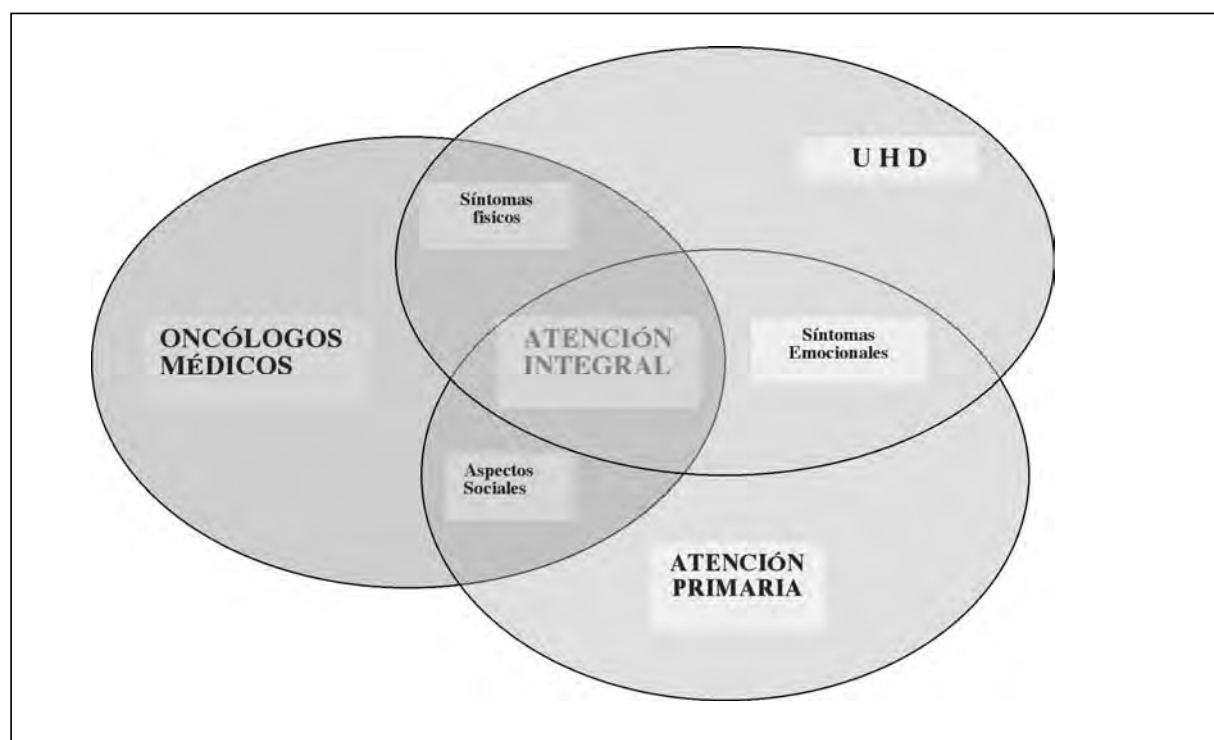 U H D
Síntomas
físicos
ONCÓLOGOS
MÉDICOS
ATENCIÓN
INTEGRAL
Síntomas
Emocionales
Aspectos
Sociales
ATENCIÓN
PRIMARIA